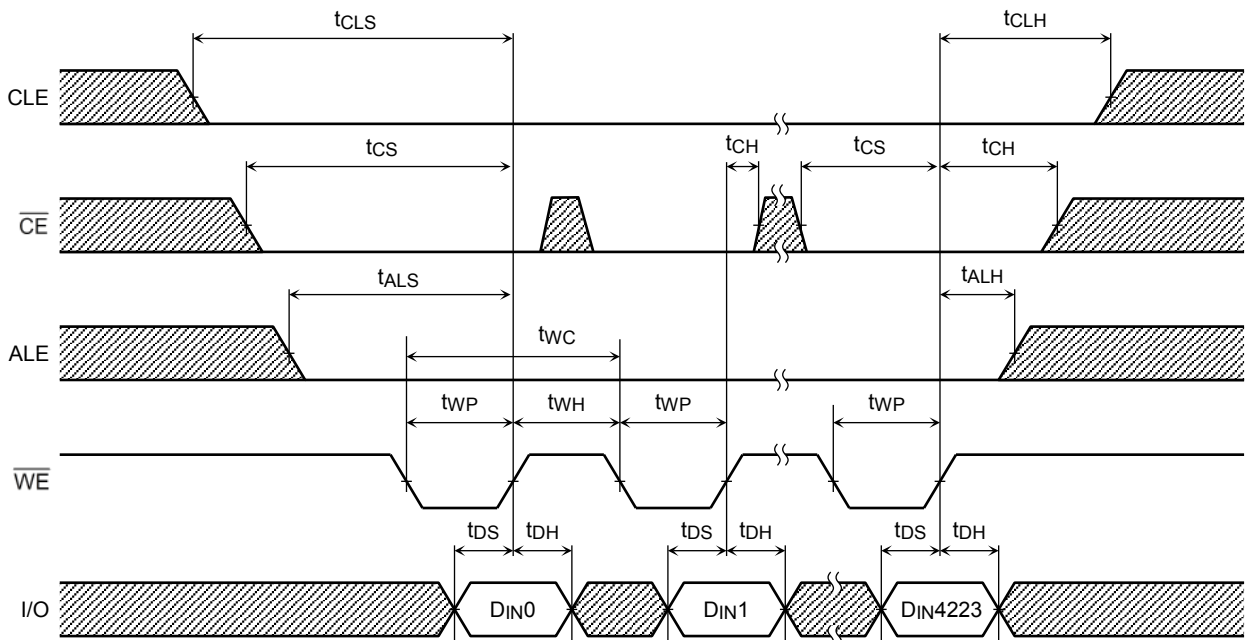 tCLS tCLH
CLE
tCS tCH tCS tCH
CE
tALS tALH
ALE
tWC
tWP tWH tWP tWP
WE
tDS tDH tDS tDH tDS tDH
I/O DIN0 DIN1 DIN4223